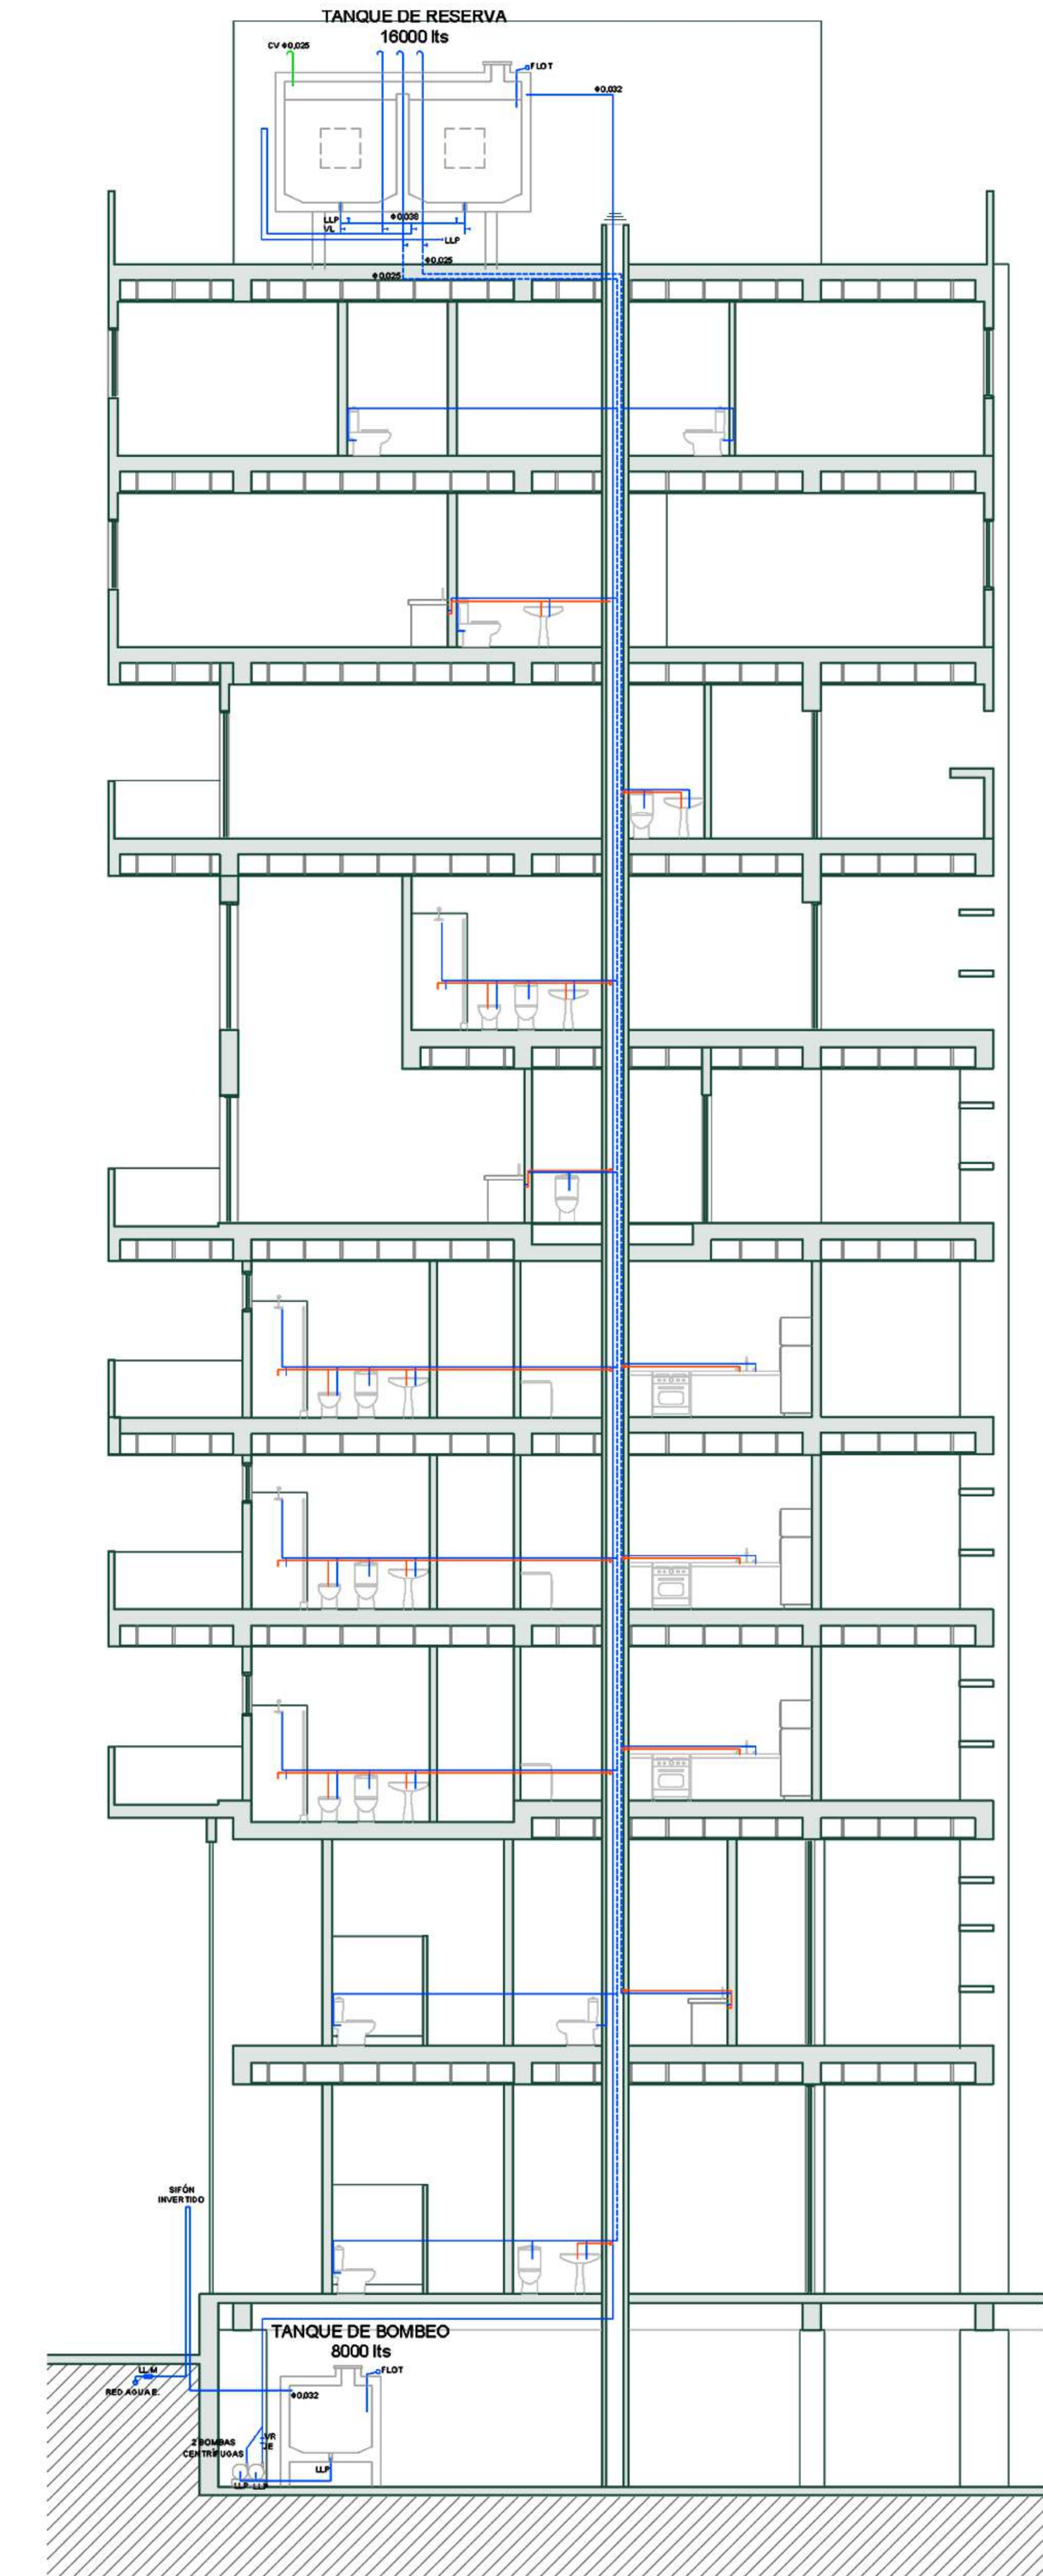 TANQUE DE RESERVA
16000 lts
CV Φ0,025
FLOT
Φ0,032
LLP
VL
Φ0,038
LLP
Φ0,025
Φ0,025
SIFÓN
INVERTIDO
TANQUE DE BOMBEO
8000 lts
LL.M
RED AGUA E.
FLOT
Φ0,032
2 BOMBAS
CENTRÍFUGAS
VR
JE
LLP
LLP
LLP